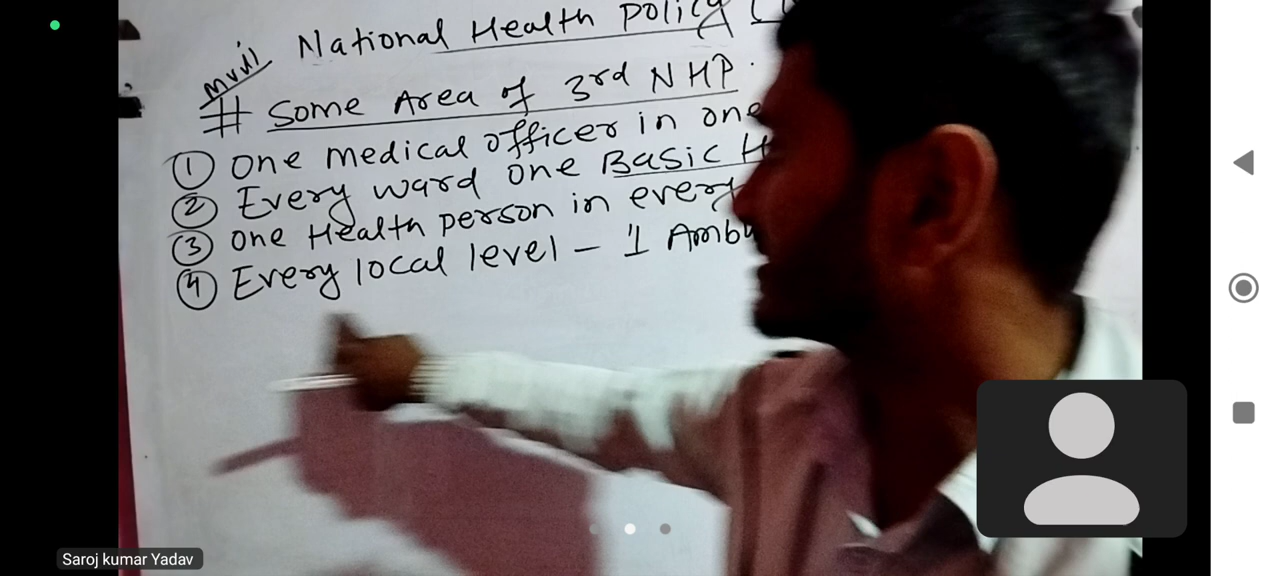 National Health Policy
# Some Area of 3rd NHP.
① One medical officer in one
② Every ward one Basic H
③ one Health person in every
④ Every local level – 1 Ambu
Saroj kumar Yadav